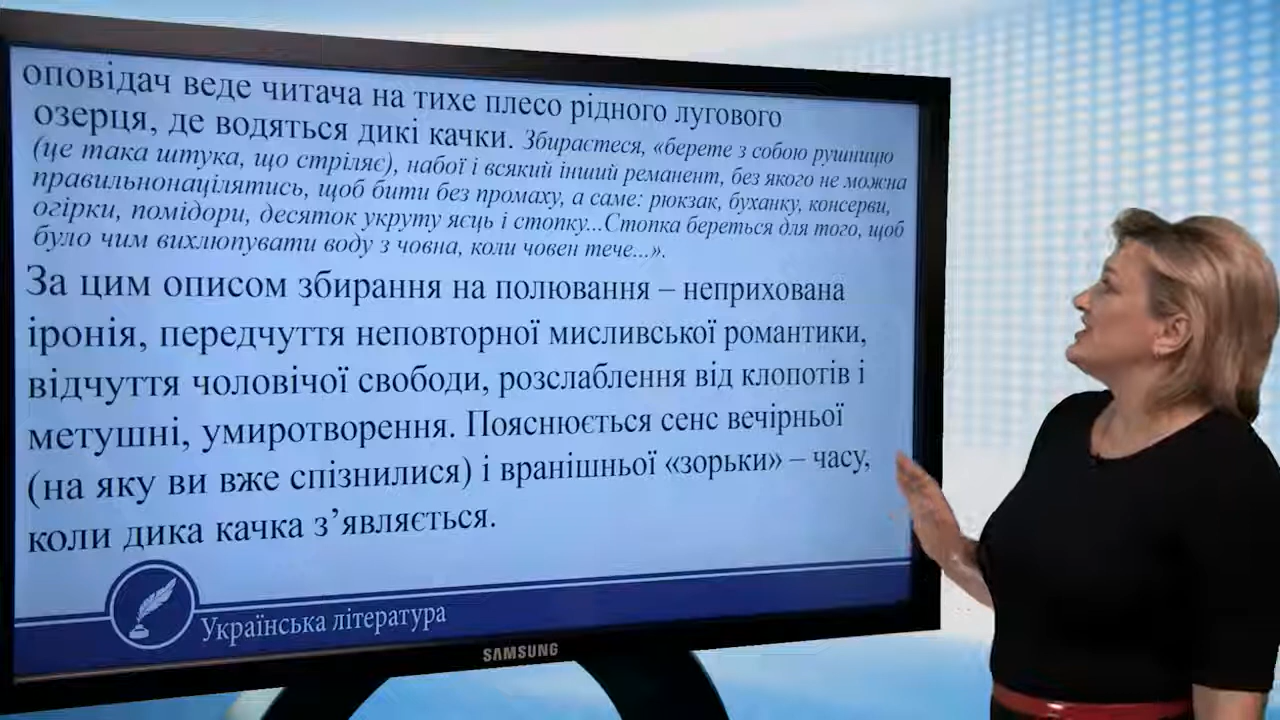 оповідач веде читача на тихе плесо рідного лугового
озерця, де водяться дикі качки. Збираєтеся, «берете з собою рушницю
(це така штука, що стріляє), набої і всякий інший реманент, без якого не можна
правильнонацілятись, щоб бити без промаху, а саме: рюкзак, буханку, консерви,
огірки, помідори, десяток укруту яєць і стопку...Стопка береться для того, щоб
було чим вихлюпувати воду з човна, коли човен тече...».
За цим описом збирання на полювання – неприхована
іронія, передчуття неповторної мисливської романтики,
відчуття чоловічої свободи, розслаблення від клопотів і
метушні, умиротворення. Пояснюється сенс вечірньої
(на яку ви вже спізнилися) і вранішньої «зорьки» – часу,
коли дика качка з’являється.
Українська література
SAMSUNG